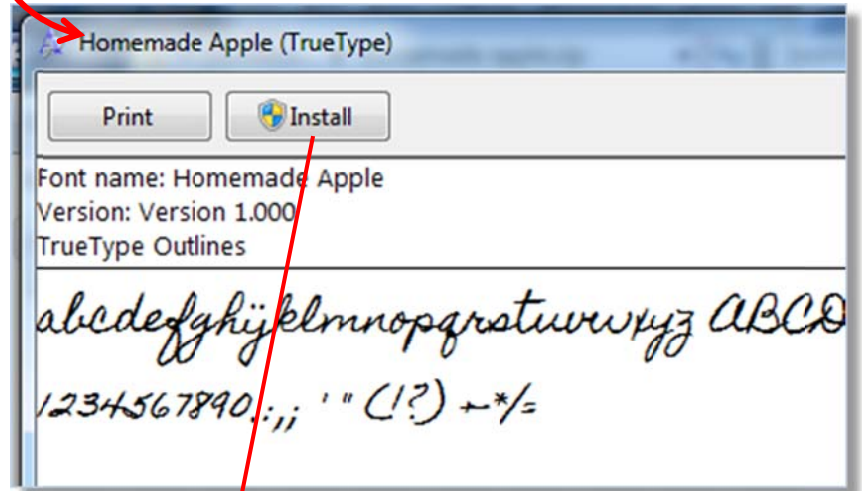 Homemade Apple (TrueType)
Print Install
Font name: Homemade Apple
Version: Version 1.000
TrueType Outlines
abcdefghijklmnopqrstuvwxyz ABCD
1234567890.:,; ' " (!?) +-*/=